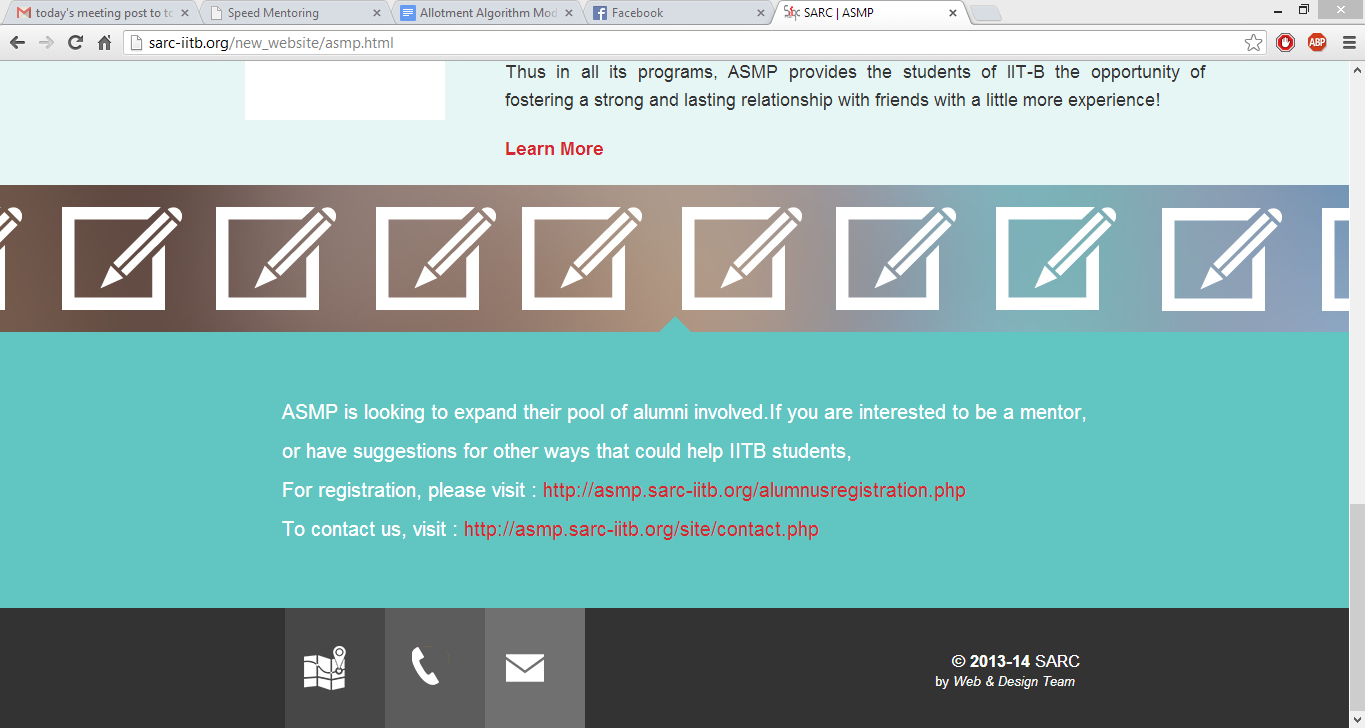 today's meeting post to to
Speed Mentoring
Allotment Algorithm Mod
Facebook
SARC | ASMP
sarc-iitb.org/new_website/asmp.html
ABP
Thus in all its programs, ASMP provides the students of IIT-B the opportunity of
fostering a strong and lasting relationship with friends with a little more experience!
Learn More
ASMP is looking to expand their pool of alumni involved.If you are interested to be a mentor,
or have suggestions for other ways that could help IITB students,
For registration, please visit : http://asmp.sarc-iitb.org/alumnusregistration.php
To contact us, visit : http://asmp.sarc-iitb.org/site/contact.php
© 2013-14 SARC
by Web & Design Team